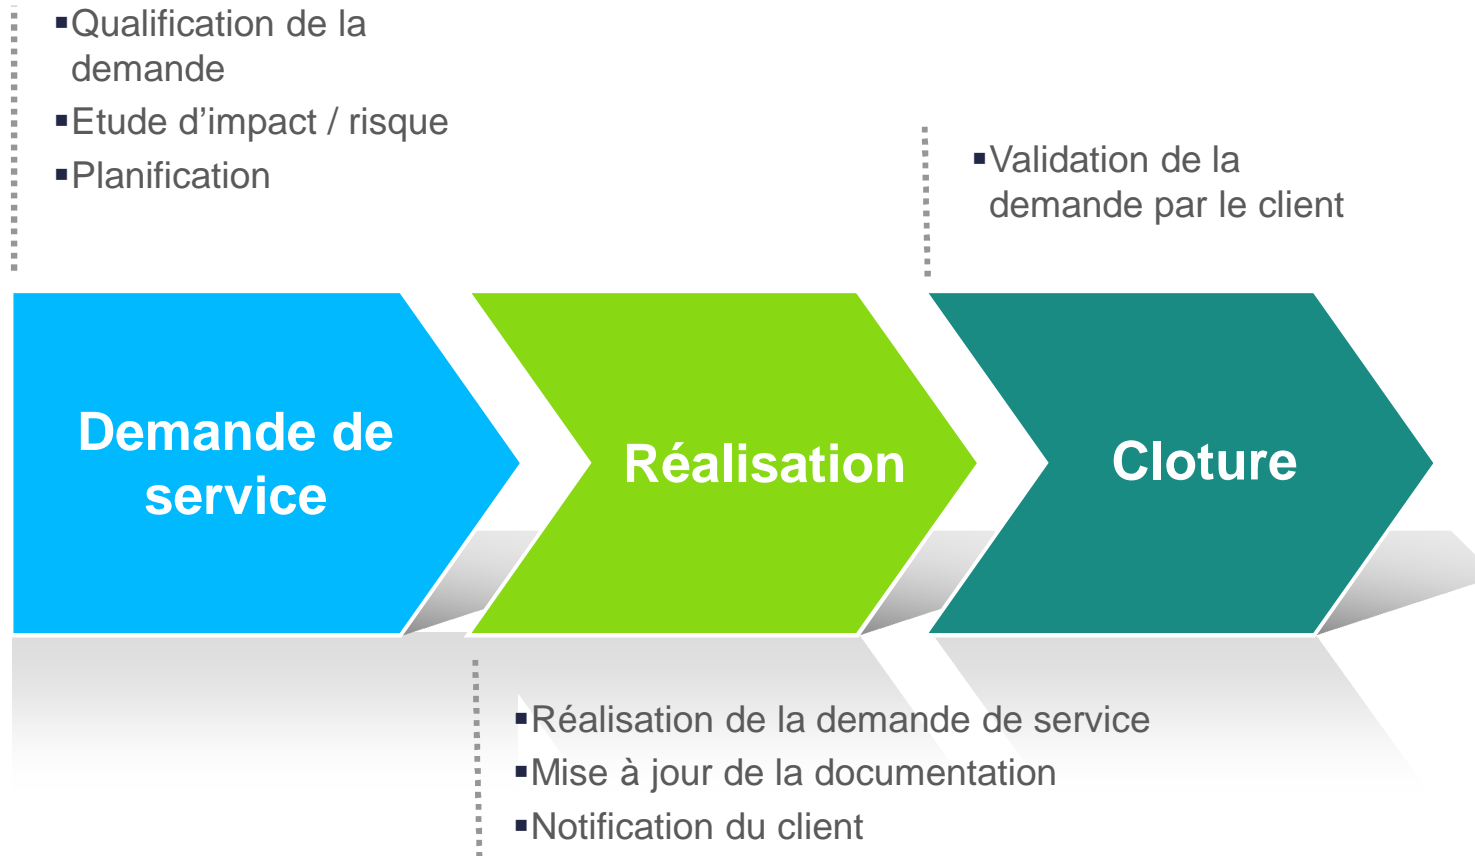 ▪Qualification de la
demande
▪Etude d’impact / risque
▪Planification
▪Validation de la
demande par le client
Demande de
service
Réalisation
Cloture
▪Réalisation de la demande de service
▪Mise à jour de la documentation
▪Notification du client